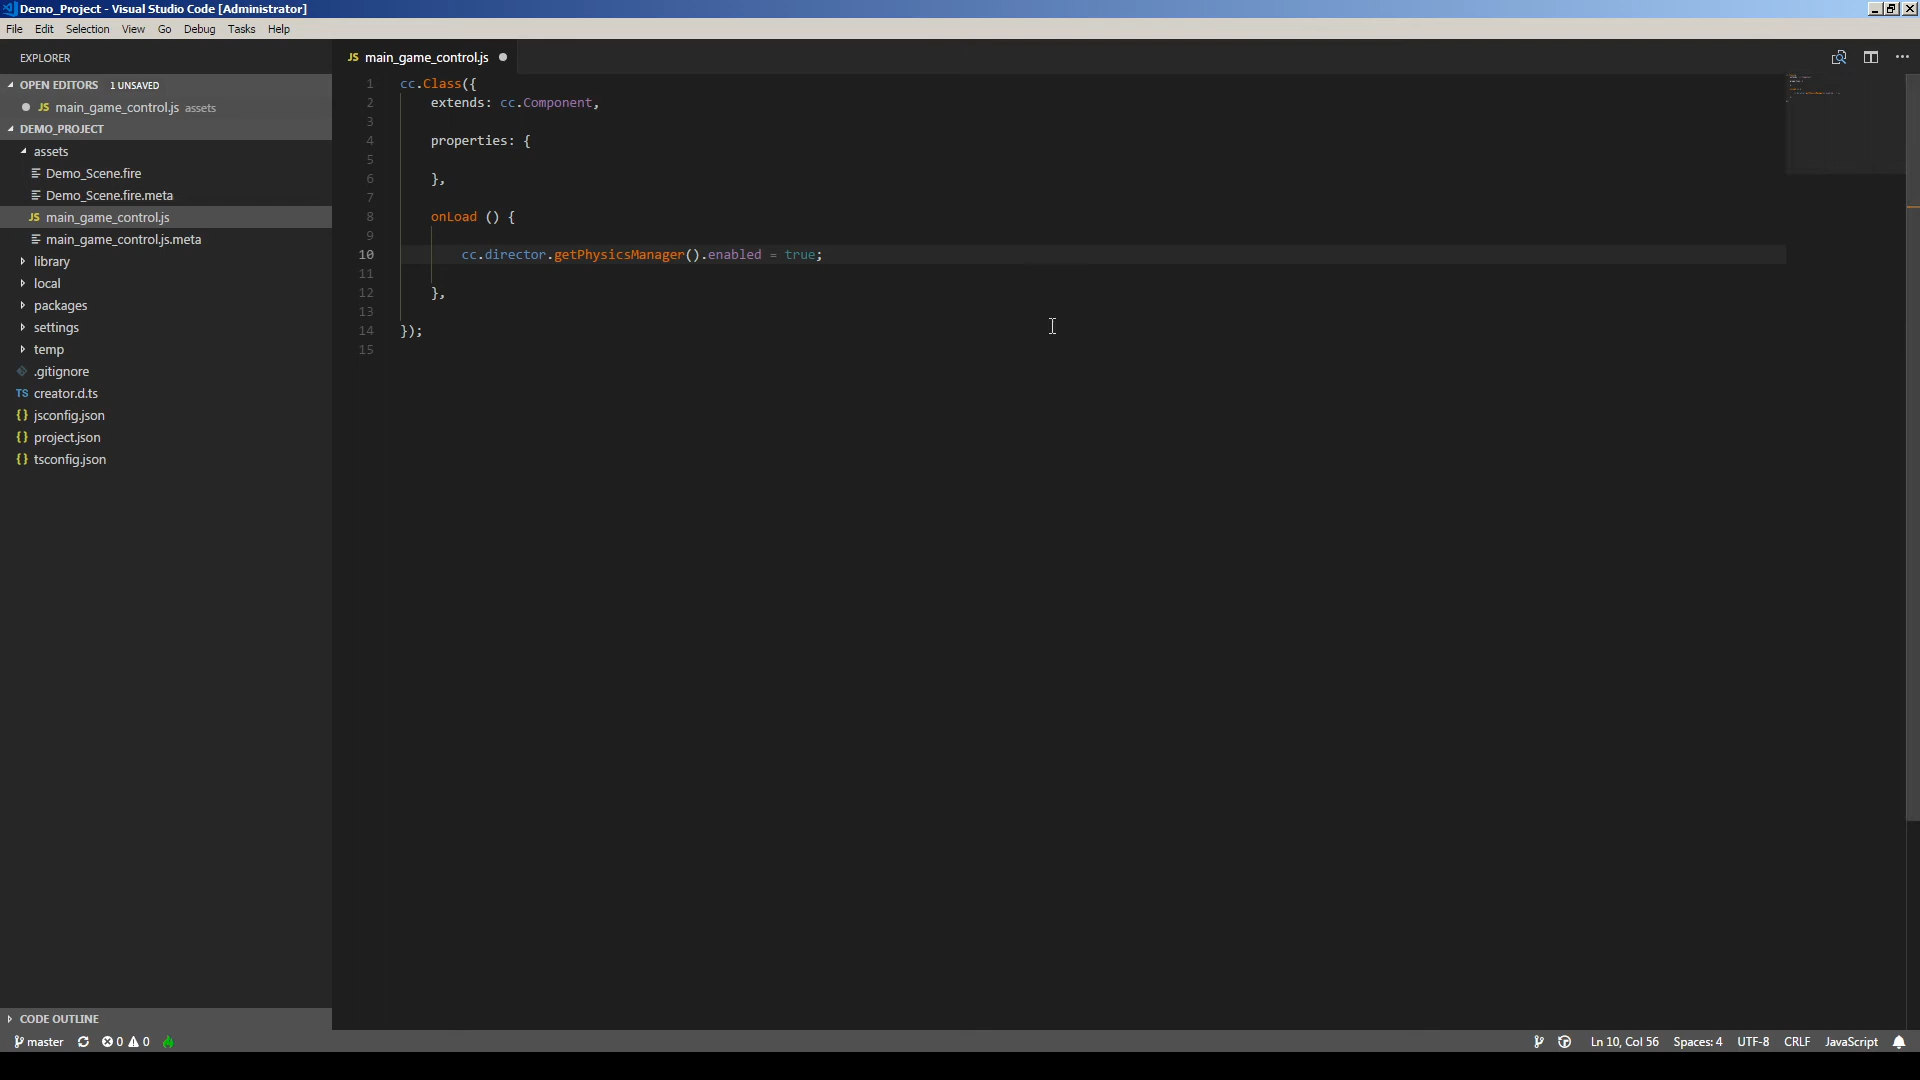 Demo_Project - Visual Studio Code [Administrator]
File Edit Selection View Go Debug Tasks Help
EXPLORER
OPEN EDITORS 1 UNSAVED
JS main_game_control.js assets
DEMO_PROJECT
assets
Demo_Scene.fire
Demo_Scene.fire.meta
JS main_game_control.js
main_game_control.js.meta
library
local
packages
settings
temp
.gitignore
TS creator.d.ts
{} jsconfig.json
{} project.json
{} tsconfig.json
CODE OUTLINE
JS main_game_control.js
1 cc.Class({
2 extends: cc.Component,
3
4 properties: {
5
6 },
7
8 onLoad () {
9
10 cc.director.getPhysicsManager().enabled = true;
11
12 },
13
14 });
15
master 0 0 Ln 10, Col 56 Spaces: 4 UTF-8 CRLF JavaScript